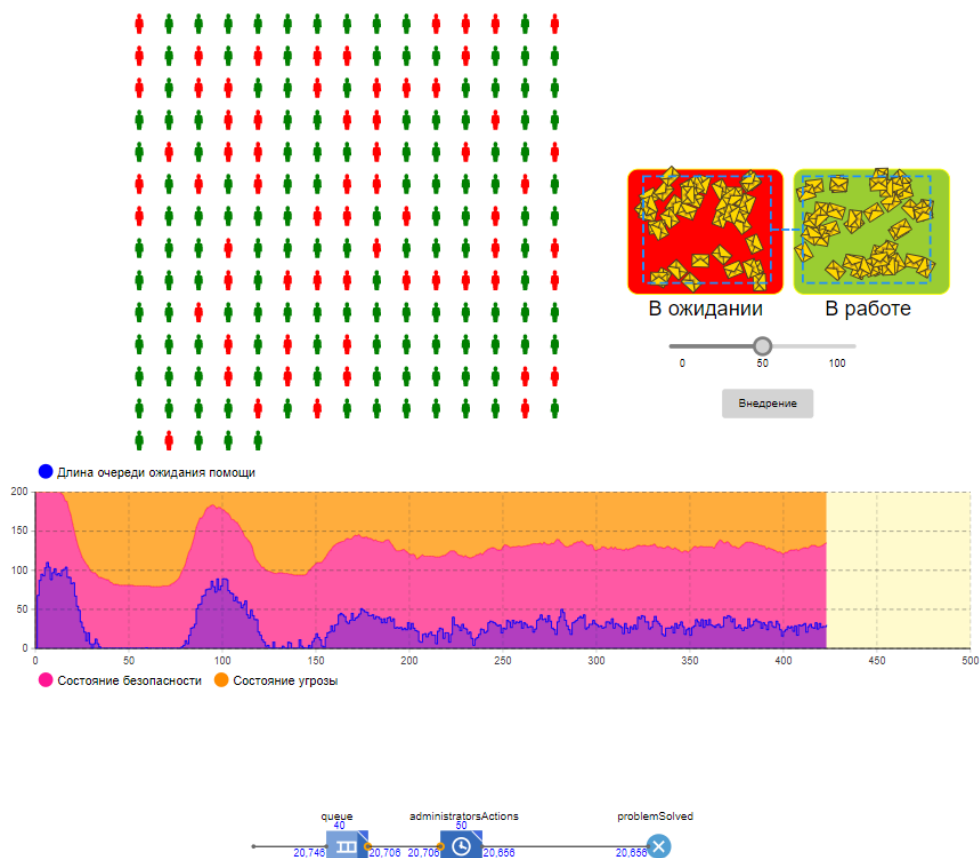 В ожидании
В работе
0
50
100
Внедрение
Длина очереди ожидания помощи
200
150
100
50
0
0 50 100 150 200 250 300 350 400 450 500
Состояние безопасности
Состояние угрозы
queue
administratorsActions
problemSolved
40
50
20,746
20,706
20,706
20,656
20,656